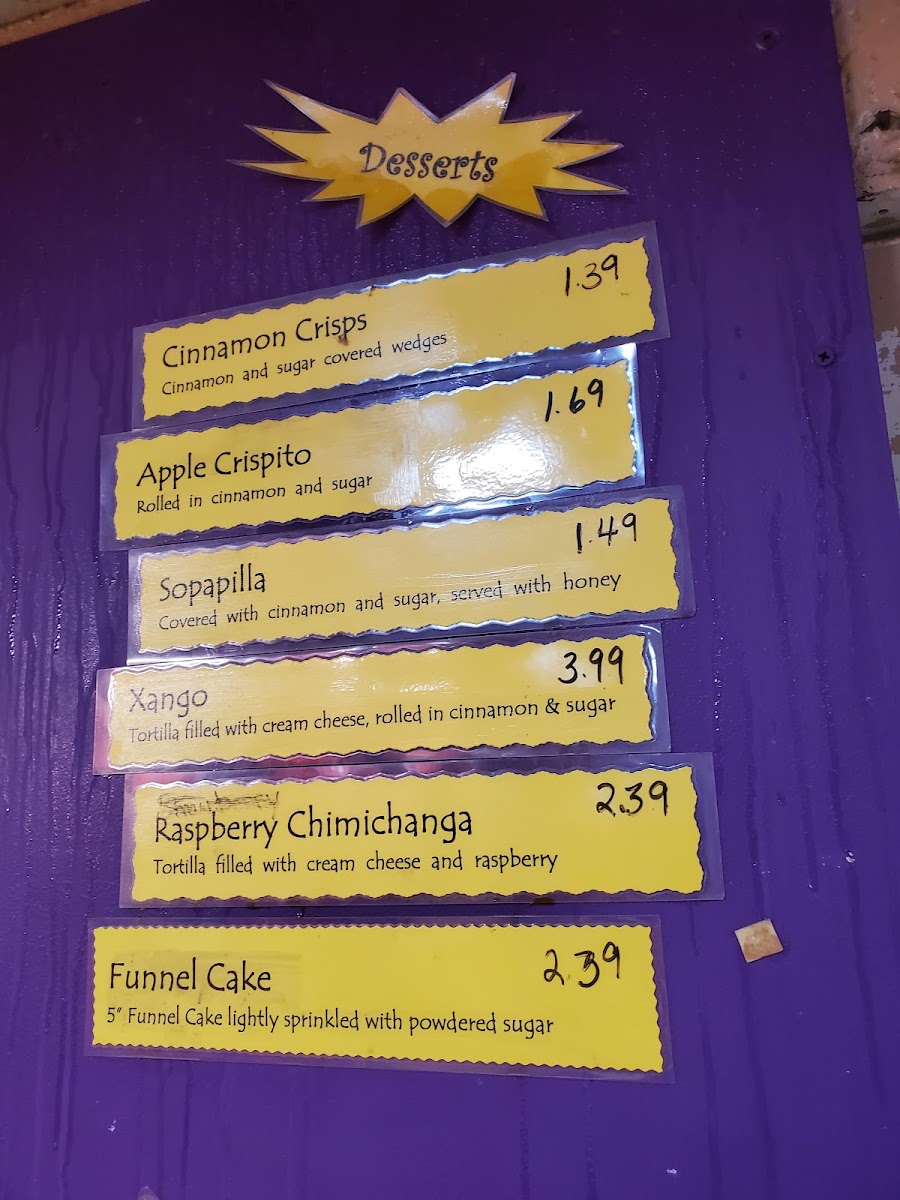 Desserts
Cinnamon Crisps 1.39
Cinnamon and sugar covered wedges
Apple Crispito 1.69
Rolled in cinnamon and sugar
Sopapilla 1.49
Covered with cinnamon and sugar, served with honey
Xango 3.99
Tortilla filled with cream cheese, rolled in cinnamon & sugar
Raspberry Chimichanga 2.39
Tortilla filled with cream cheese and raspberry
Funnel Cake 2.39
5" Funnel Cake lightly sprinkled with powdered sugar